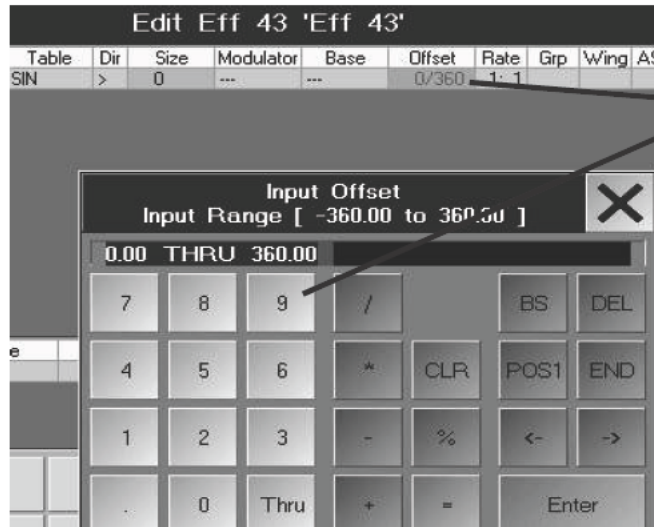 Edit Eff 43 'Eff 43'
Table Dir Size Modulator Base Offset Rate Grp Wing AS
SIN > 0 --- --- 0/360 1: 1
Input Offset
Input Range [ -360.00 to 360.00 ]
0.00 THRU 360.00
7 8 9 / BS DEL
e
4 5 6 * CLR POS1 END
1 2 3 - % <- ->
. 0 Thru + = Enter